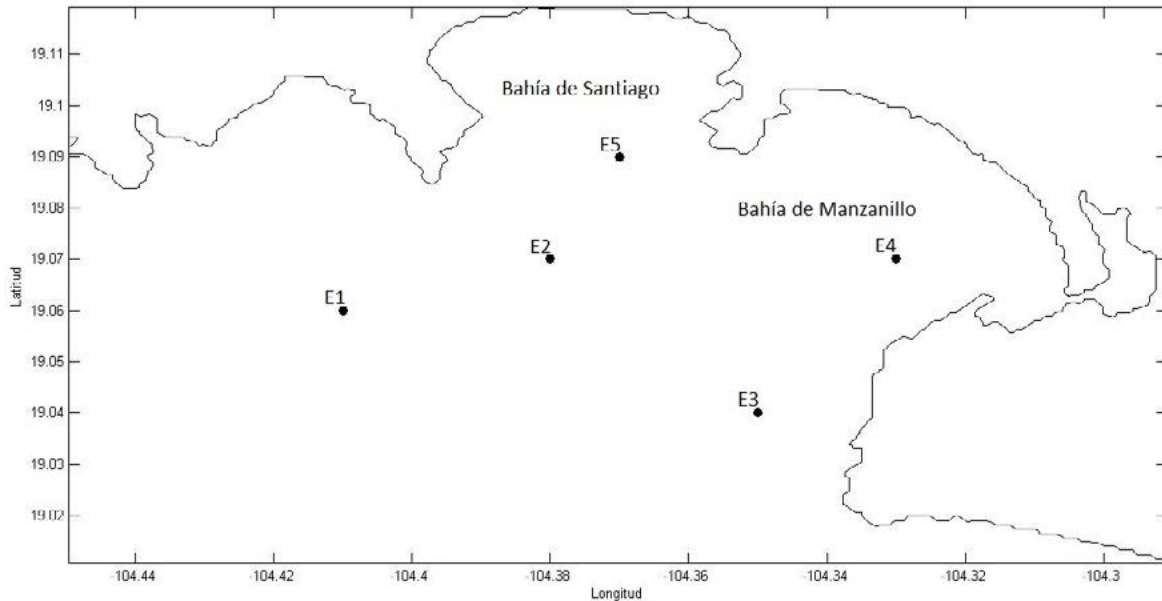 19.11
Bahía de Santiago
19.1
E5
19.09
19.08
Bahía de Manzanillo
E2
E4
19.07
Latitud
E1
19.06
19.05
E3
19.04
19.03
19.02
-104.44
-104.42
-104.4
-104.38
-104.36
-104.34
-104.32
-104.3
Longitud